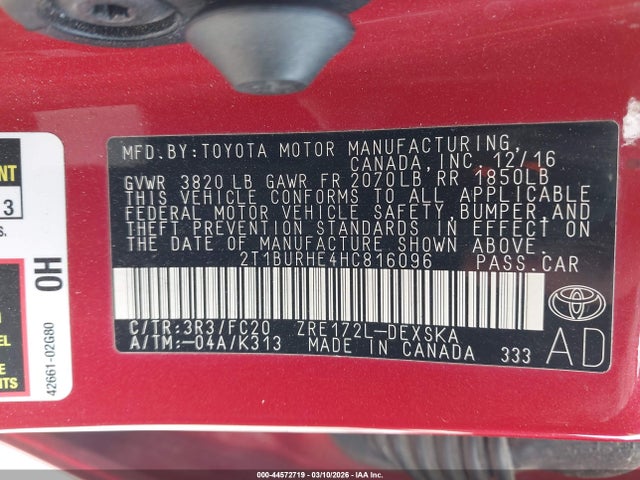 MFD.BY:TOYOTA MOTOR MANUFACTURING,
CANADA, INC. 12/16
GVWR 3820 LB GAWR FR 2070LB, RR 1850LB
THIS VEHICLE CONFORMS TO ALL APPLICABLE
FEDERAL MOTOR VEHICLE SAFETY, BUMPER, AND
THEFT PREVENTION STANDARDS IN EFFECT ON
THE DATE OF MANUFACTURE SHOWN ABOVE.
2T1BURHE4HC816096 PASS.CAR
C/TR:3R3/FC20 ZRE172L-DEXSKA
A/TM:-04A/K313 MADE IN CANADA 333
TOYOTA
AD
3
S.
OH
42661-02G80
000-44572719 | 03/10/2026 | IAA, Inc.